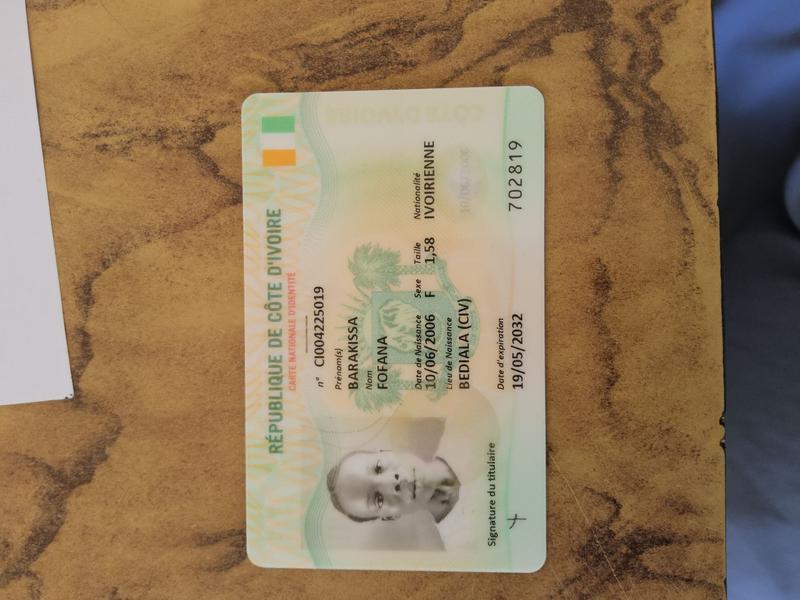 RÉPUBLIQUE DE CÔTE D'IVOIRE
CARTE NATIONALE D'IDENTITÉ
n° CI004225019
Prénom(s)
BARAKISSA
Nom
FOFANA
Date de Naissance Sexe Taille Nationalité
10/06/2006 F 1,58 IVOIRIENNE
Lieu de Naissance
BEDIALA (CIV)
Signature du titulaire Date d'expiration
19/05/2032 702819
CÔTE D'IVOIRE